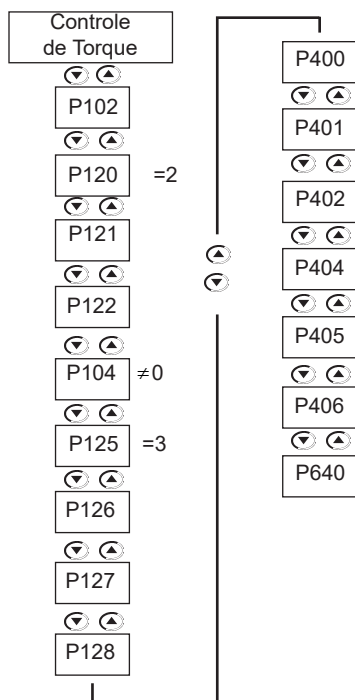 Controle
de Torque
P102
P120 =2
P121
P122
P104 ≠0
P125 =3
P126
P127
P128
P400
P401
P402
P404
P405
P406
P640